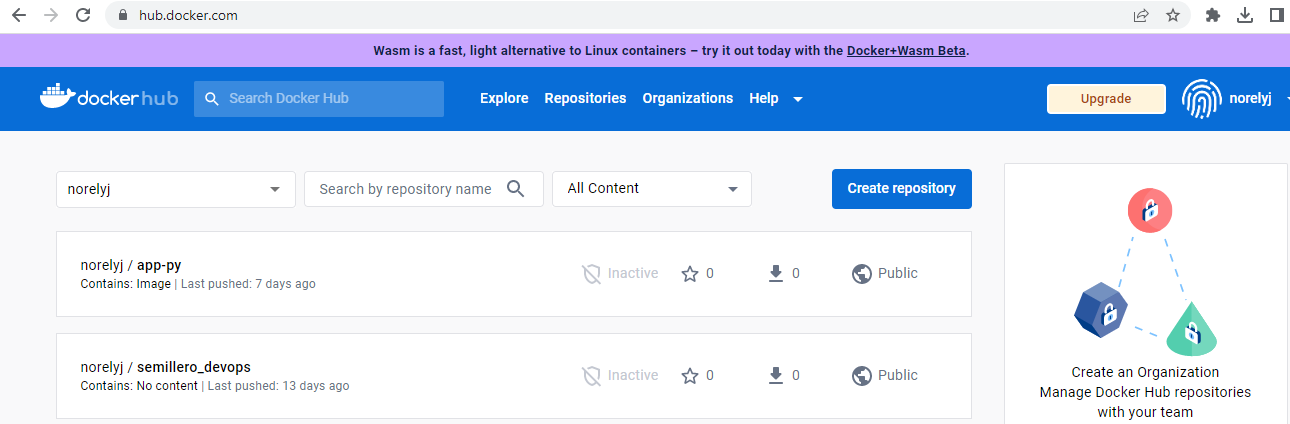 hub.docker.com
Wasm is a fast, light alternative to Linux containers – try it out today with the Docker+Wasm Beta.
dockerhub Search Docker Hub Explore Repositories Organizations Help Upgrade norelyj
norelyj Search by repository name All Content Create repository
norelyj / app-py
Contains: Image | Last pushed: 7 days ago
Inactive 0 0 Public
norelyj / semillero_devops
Contains: No content | Last pushed: 13 days ago
Inactive 0 0 Public
Create an Organization
Manage Docker Hub repositories
with your team